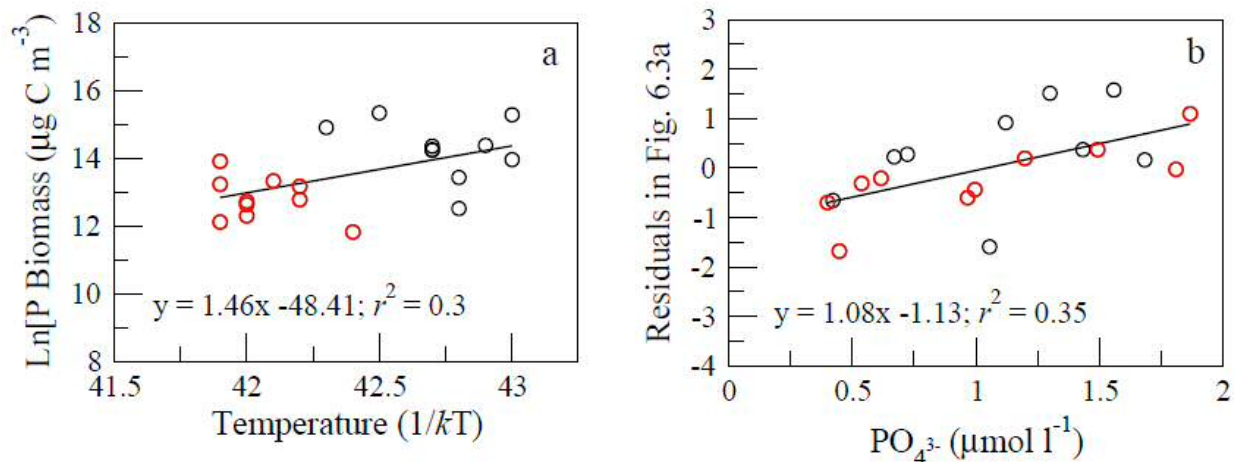 a
18
16
14
12
10
8
Ln[P Biomass (µg C m⁻³)
y = 1.46x -48.41; r² = 0.3
41.5 42 42.5 43
Temperature (1/kT)
b
3
2
1
0
-1
-2
-3
-4
Residuals in Fig. 6.3a
y = 1.08x -1.13; r² = 0.35
0 0.5 1 1.5 2
PO₄³⁻ (µmol l⁻¹)